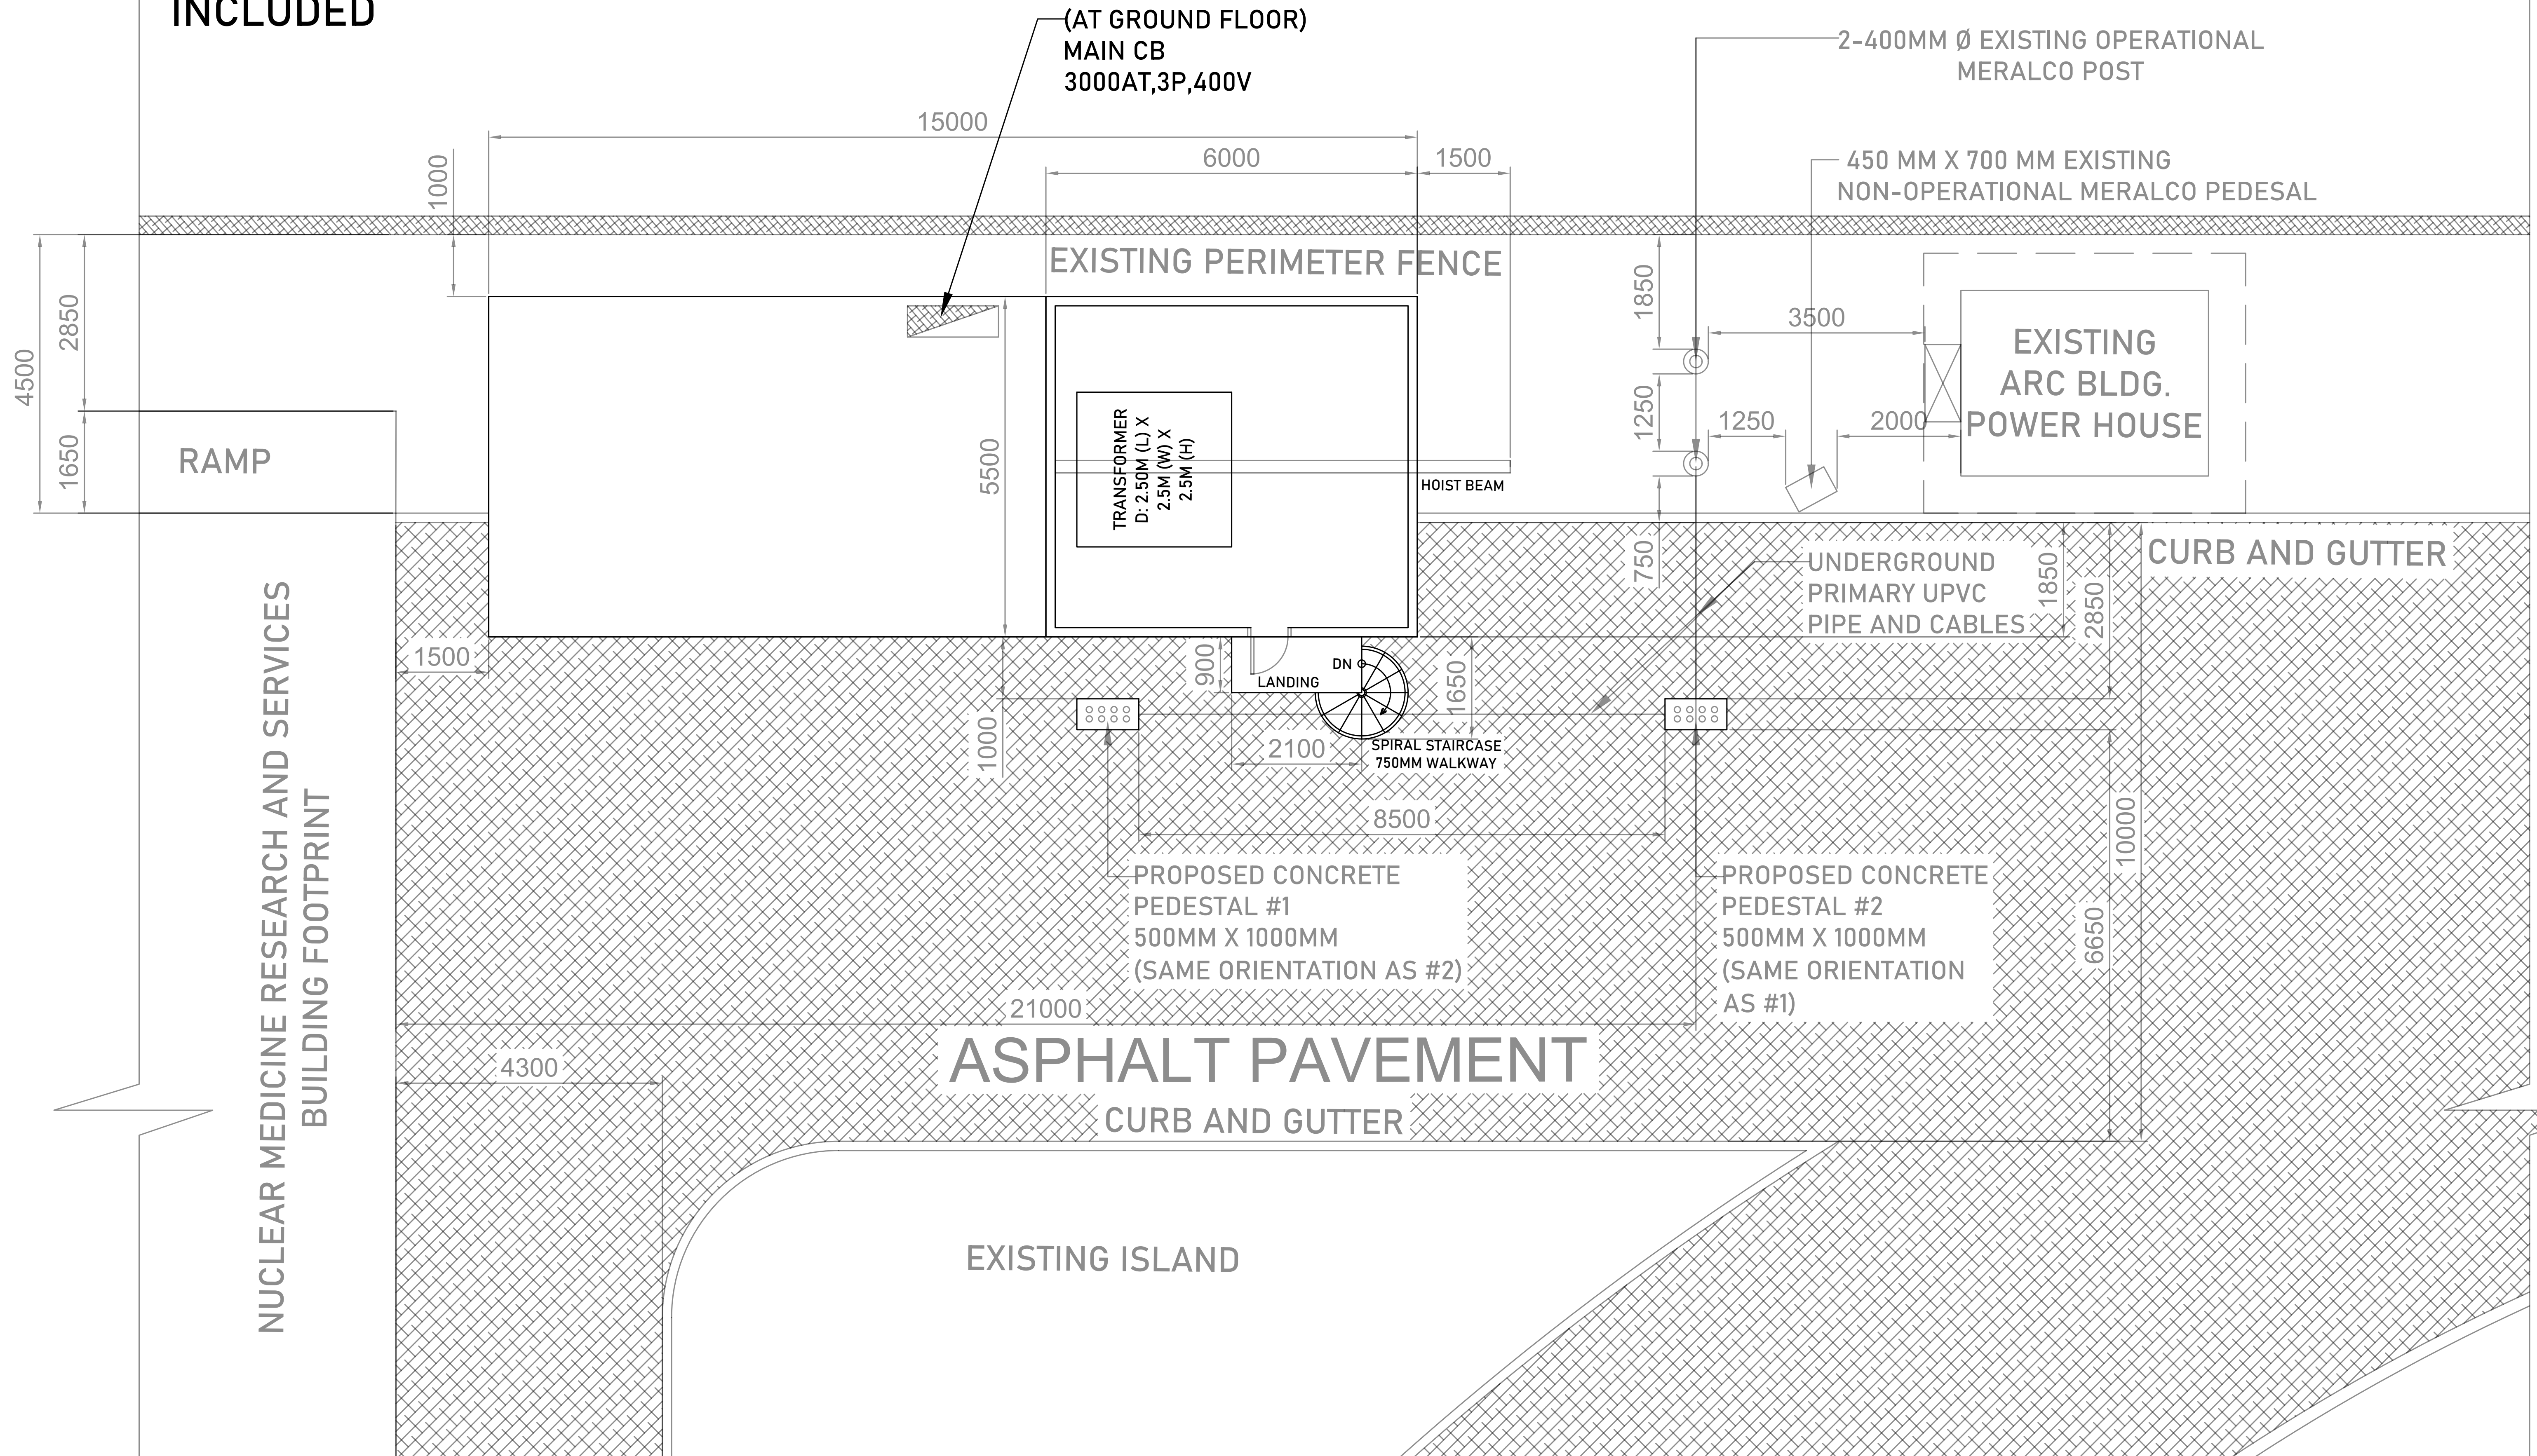 INCLUDED
(AT GROUND FLOOR)
MAIN CB
3000AT,3P,400V
2-400MM Ø EXISTING OPERATIONAL
MERALCO POST
450 MM X 700 MM EXISTING
NON-OPERATIONAL MERALCO PEDESAL
15000
6000
1500
1000
EXISTING PERIMETER FENCE
4500
2850
1650
RAMP
5500
TRANSFORMER
D: 2.50M (L) X
2.5M (W) X
2.5M (H)
HOIST BEAM
1850
1250
750
3500
1250
2000
EXISTING
ARC BLDG.
POWER HOUSE
CURB AND GUTTER
UNDERGROUND
PRIMARY UPVC
PIPE AND CABLES
1850
2850
10000
6650
1500
900
1000
DN
LANDING
1650
2100
SPIRAL STAIRCASE
750MM WALKWAY
8500
PROPOSED CONCRETE
PEDESTAL #1
500MM X 1000MM
(SAME ORIENTATION AS #2)
PROPOSED CONCRETE
PEDESTAL #2
500MM X 1000MM
(SAME ORIENTATION
AS #1)
21000
4300
ASPHALT PAVEMENT
CURB AND GUTTER
NUCLEAR MEDICINE RESEARCH AND SERVICES
BUILDING FOOTPRINT
EXISTING ISLAND